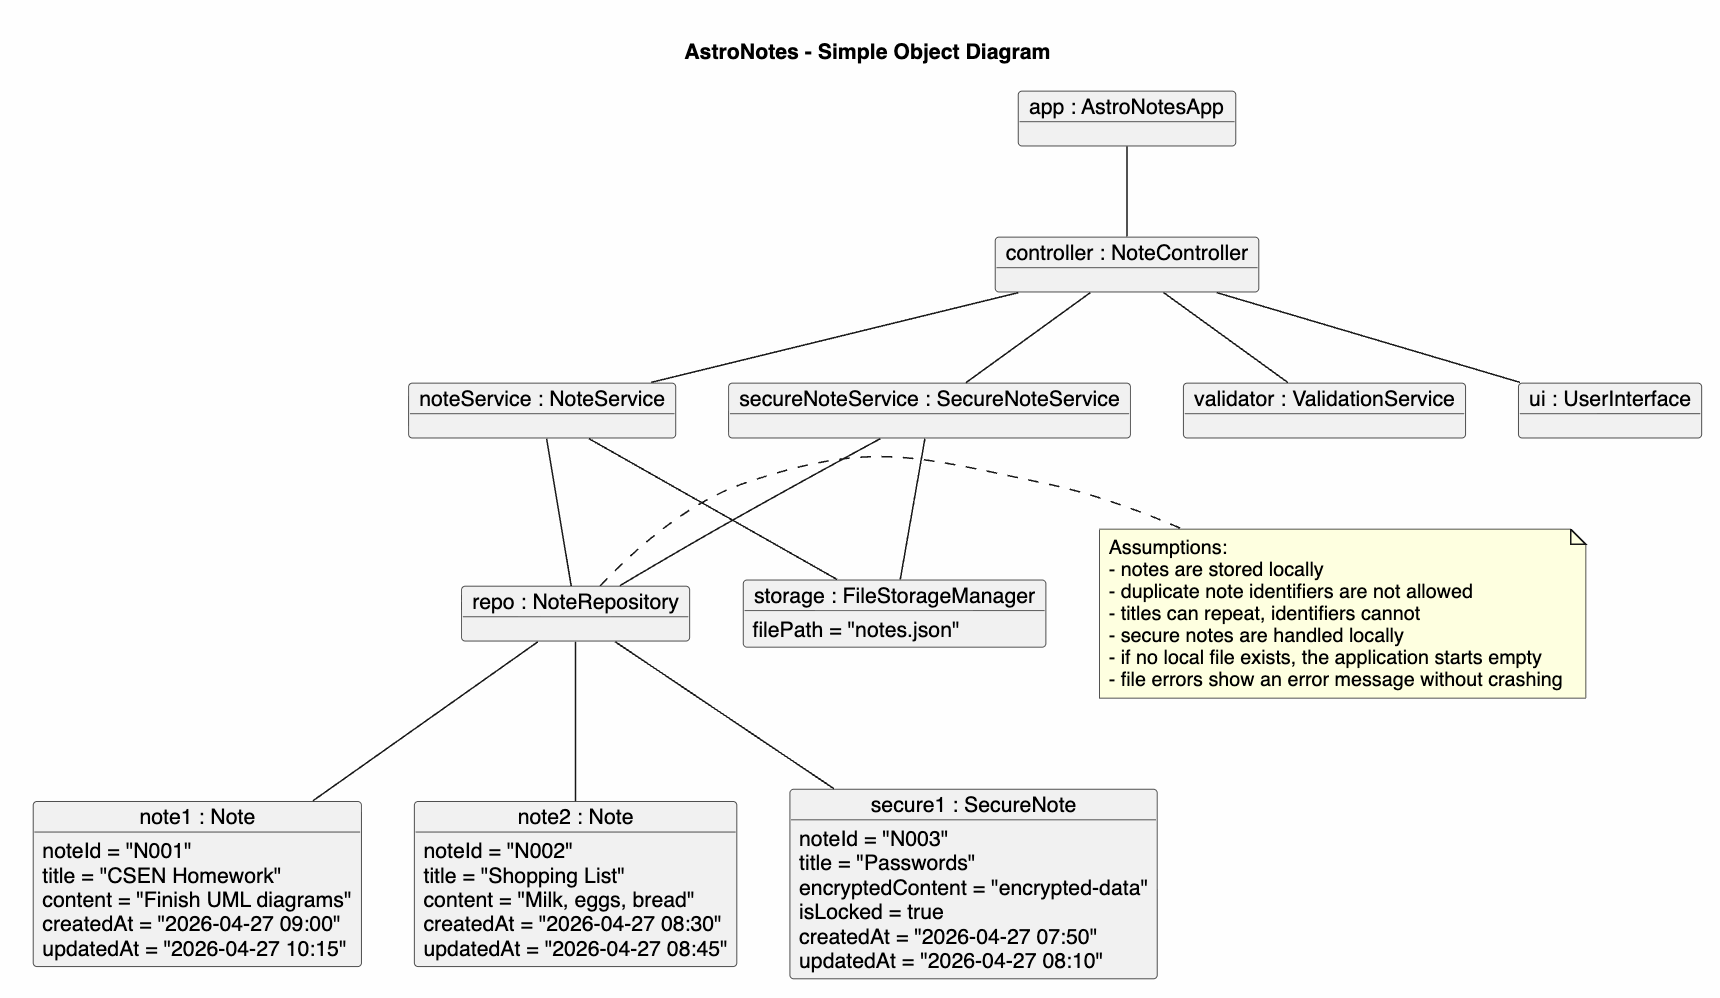 AstroNotes - Simple Object Diagram
app : AstroNotesApp
controller : NoteController
noteService : NoteService
secureNoteService : SecureNoteService
validator : ValidationService
ui : UserInterface
Assumptions:
- notes are stored locally
- duplicate note identifiers are not allowed
- titles can repeat, identifiers cannot
- secure notes are handled locally
- if no local file exists, the application starts empty
- file errors show an error message without crashing
repo : NoteRepository
storage : FileStorageManager
filePath = "notes.json"
note1 : Note
noteId = "N001"
title = "CSEN Homework"
content = "Finish UML diagrams"
createdAt = "2026-04-27 09:00"
updatedAt = "2026-04-27 10:15"
note2 : Note
noteId = "N002"
title = "Shopping List"
content = "Milk, eggs, bread"
createdAt = "2026-04-27 08:30"
updatedAt = "2026-04-27 08:45"
secure1 : SecureNote
noteId = "N003"
title = "Passwords"
encryptedContent = "encrypted-data"
isLocked = true
createdAt = "2026-04-27 07:50"
updatedAt = "2026-04-27 08:10"